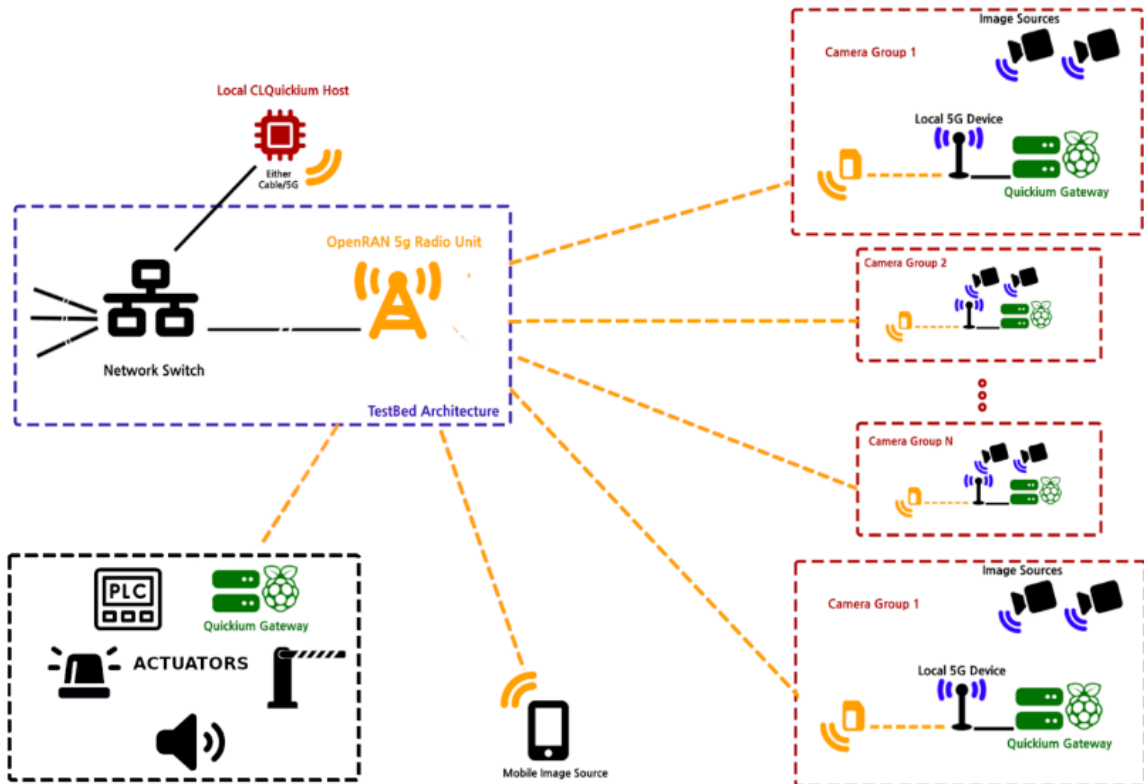 Image Sources
Camera Group 1
Local CLQuickium Host
Local 5G Device
Either
Cable/5G
Quickium Gateway
OpenRAN 5g Radio Unit
Camera Group 2
Network Switch
TestBed Architecture
Camera Group N
Image Sources
PLC
Camera Group 1
Quickium Gateway
ACTUATORS
Local 5G Device
Quickium Gateway
Mobile Image Source